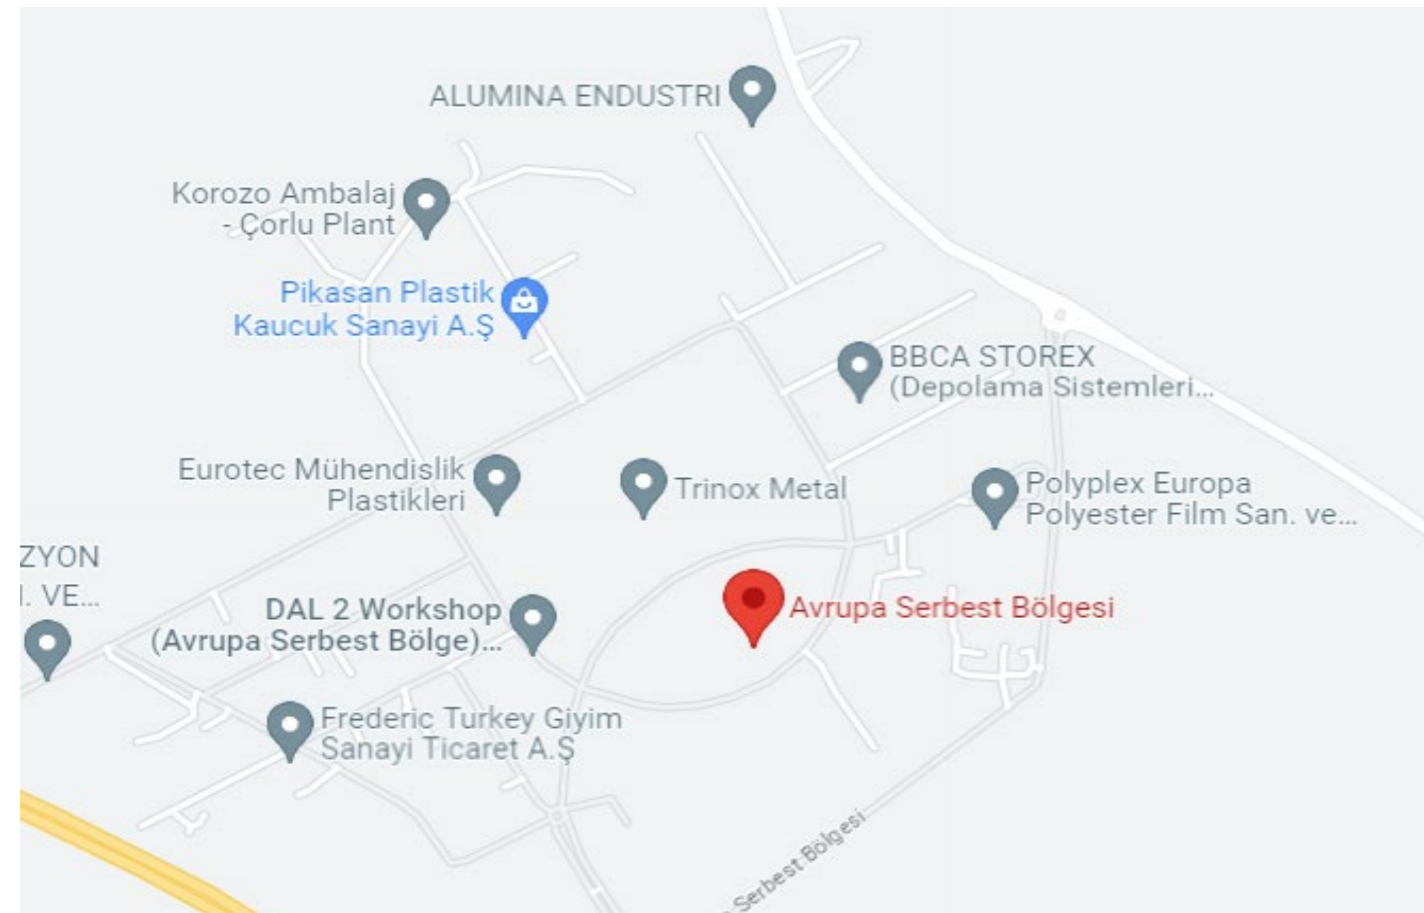 ALUMINA ENDUSTRI
Korozo Ambalaj
- Çorlu Plant
Pikasan Plastik
Kaucuk Sanayi A.Ş
BBCA STOREX
(Depolama Sistemleri...
Eurotec Mühendislik
Plastikleri
Trinox Metal
Polyplex Europa
Polyester Film San. ve...
ZYON
. VE...
DAL 2 Workshop
(Avrupa Serbest Bölge)...
Avrupa Serbest Bölgesi
Frederic Turkey Giyim
Sanayi Ticaret A.Ş
-Serbest Bölgesi